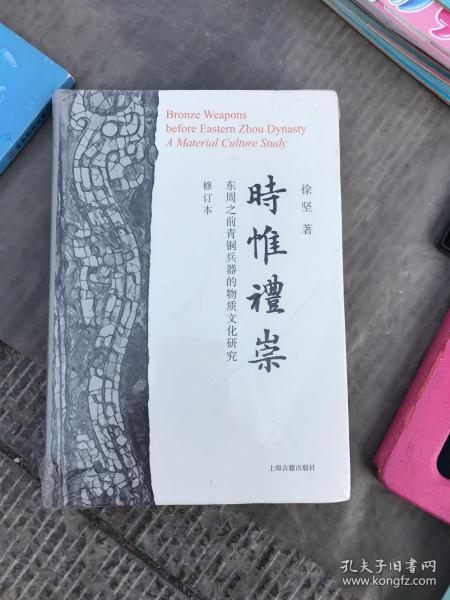 Bronze Weapons
before Eastern Zhou Dynasty
A Material Culture Study
徐坚 著
時惟禮崇
东周之前青铜兵器的物质文化研究
修订本
上海古籍出版社
孔夫子旧书网
www.kongfz.com